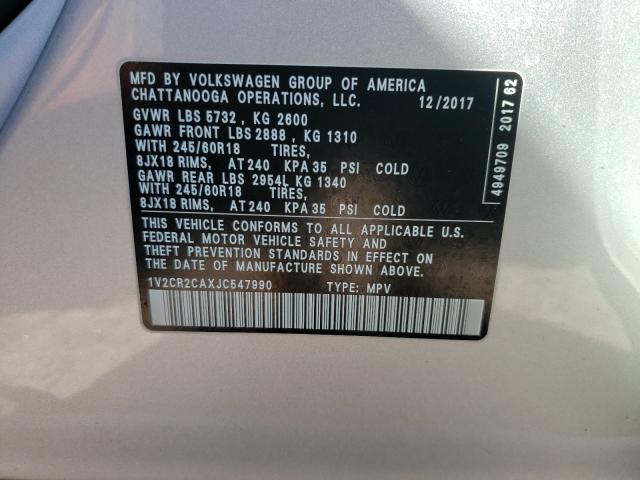 MFD BY VOLKSWAGEN GROUP OF AMERICA
CHATTANOOGA OPERATIONS, LLC. 12/2017
GVWR LBS 5732 , KG 2600
GAWR FRONT LBS 2888 , KG 1310
WITH 245/60R18 TIRES,
8JX18 RIMS, AT 240 KPA 35 PSI COLD
GAWR REAR LBS 2954L KG 1340
WITH 245/60R18 TIRES,
8JX18 RIMS, AT 240 KPA 35 PSI COLD
THIS VEHICLE CONFORMS TO ALL APPLICABLE U.S.
FEDERAL MOTOR VEHICLE SAFETY AND
THEFT PREVENTION STANDARDS IN EFFECT ON
THE DATE OF MANUFACTURE SHOWN ABOVE.
1V2CR2CAXJC547990 TYPE: MPV
4949709 2017 62